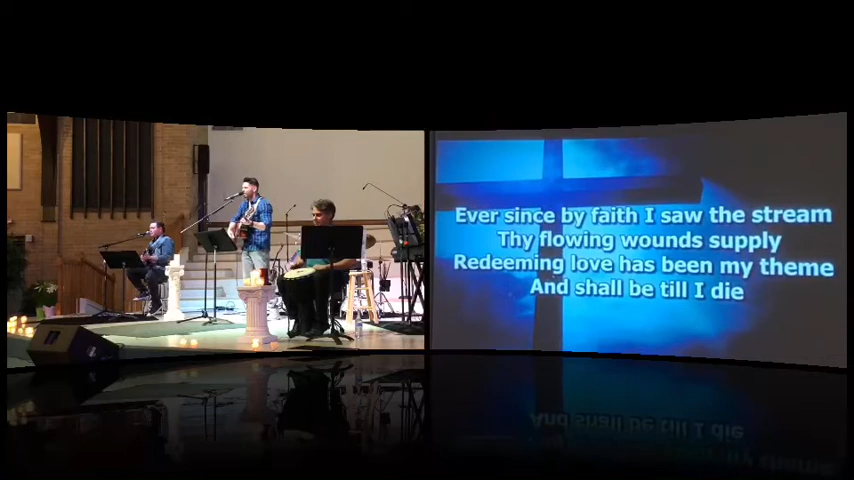 Ever since by faith I saw the stream
Thy flowing wounds supply
Redeeming love has been my theme
And shall be till I die